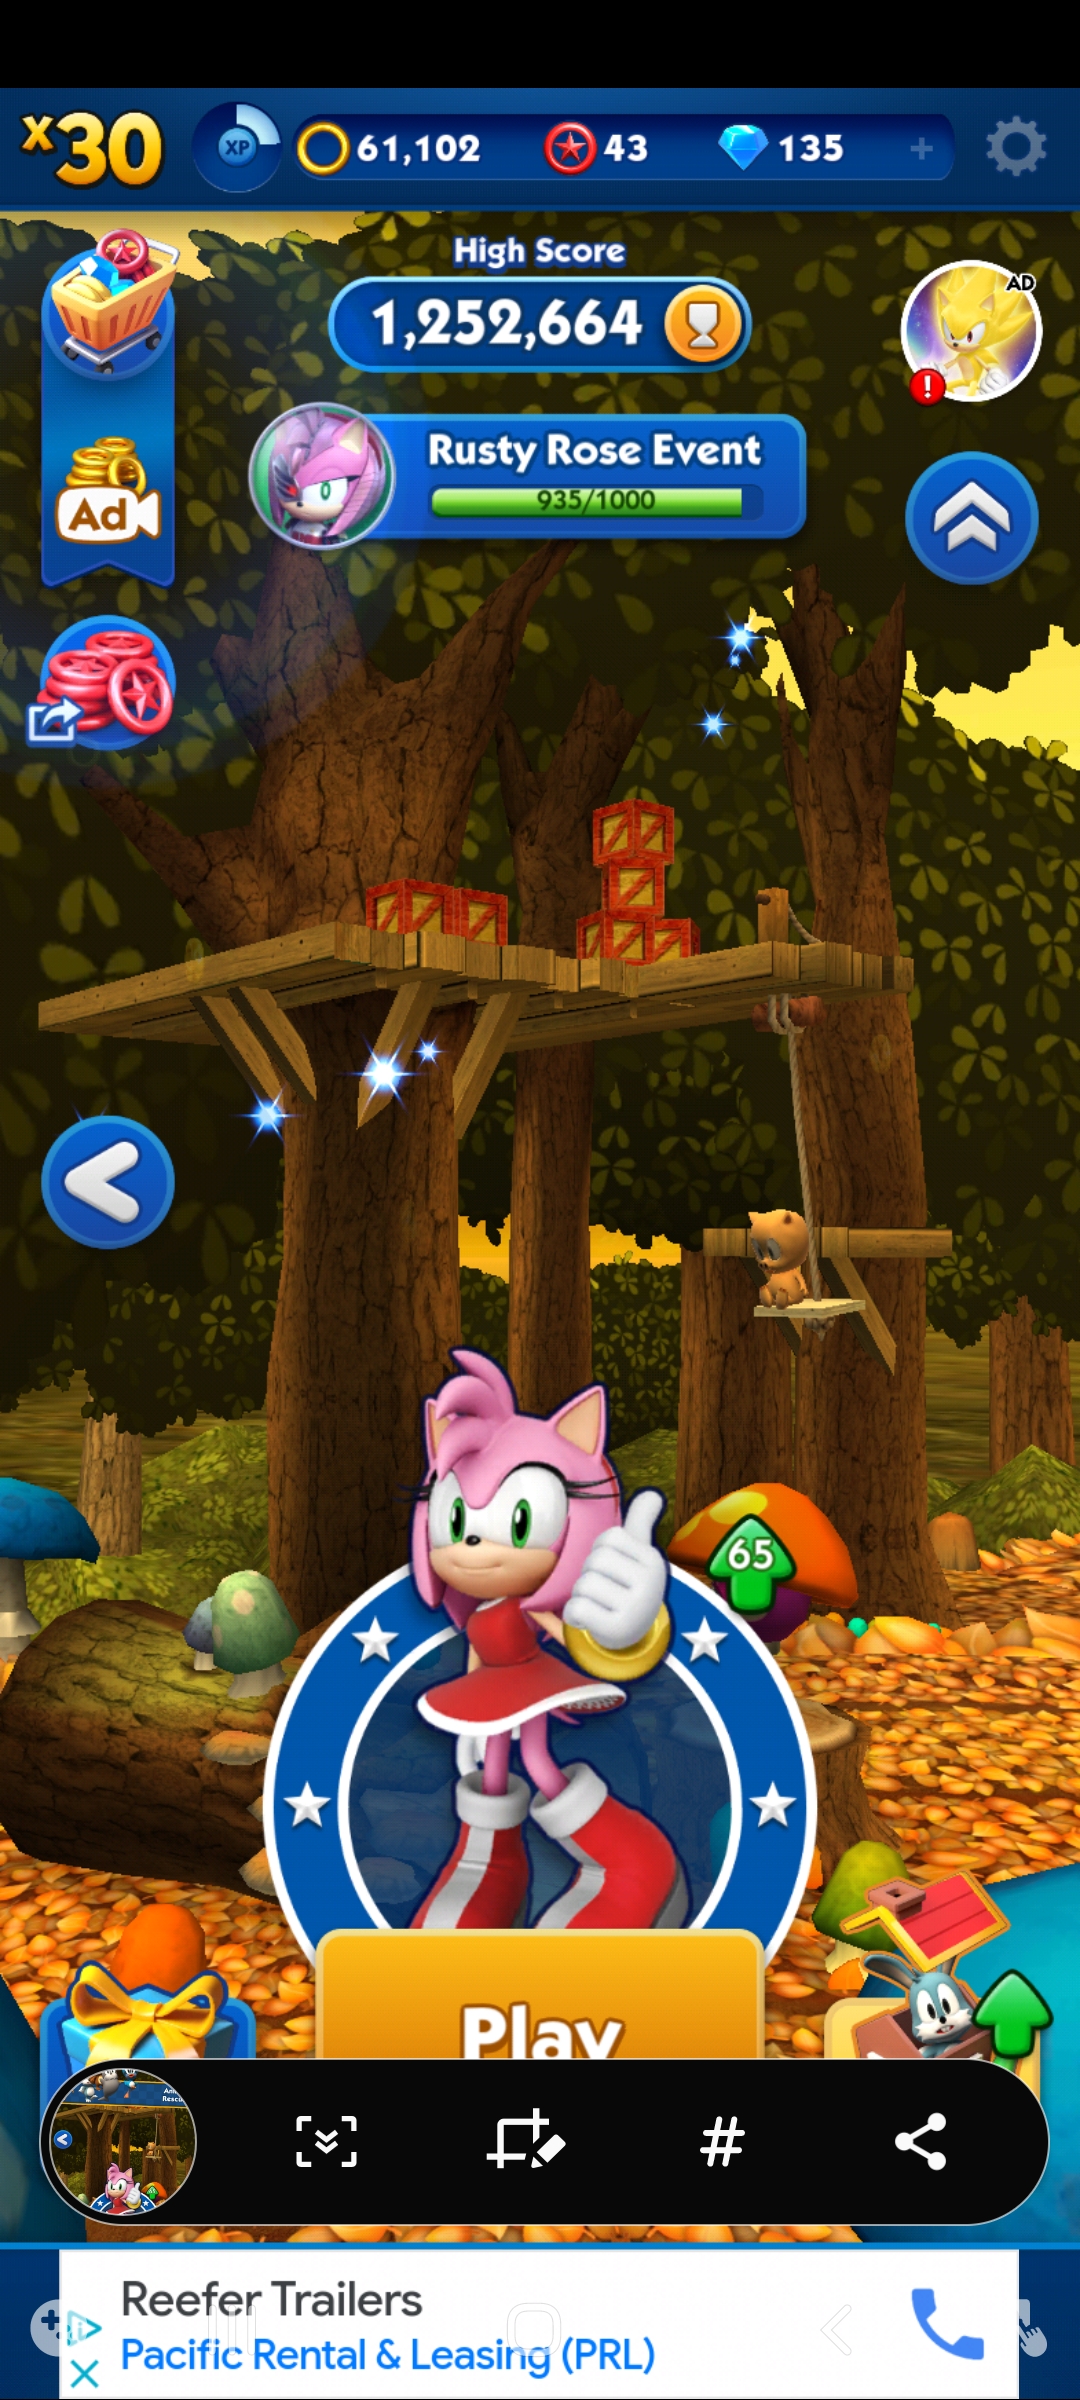 x30
XP
61,102
43
135
High Score
1,252,664
AD
!
Rusty Rose Event
935/1000
Ad
65
Play
#
Reefer Trailers
Pacific Rental & Leasing (PRL)